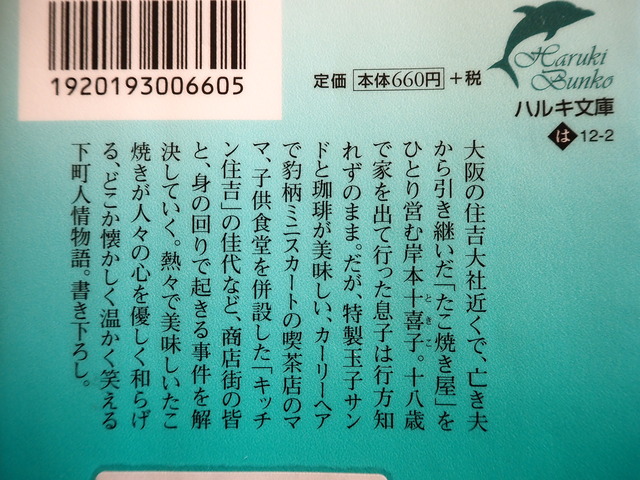 1920193006605
定価 本体660円 +税
Haruki
Bunko
ハルキ文庫
は 12-2
大阪の住吉大社近くで、亡き夫
から引き継いだ「たこ焼き屋」を
ひとり営む岸本十喜子。十八歳
ときこ
で家を出て行った息子は行方知
れずのまま。だが、特製玉子サン
ドと珈琲が美味しい、カーリーヘア
で豹柄ミニスカートの喫茶店のマ
マ、子供食堂を併設した「キッチ
ン住吉」の佳代など、商店街の皆
と、身の回りで起きる事件を解
決していく。熱々で美味しいたこ
焼きが人々の心を優しく和らげ
る、どこか懐かしく温かく笑える
下町人情物語。書き下ろし。